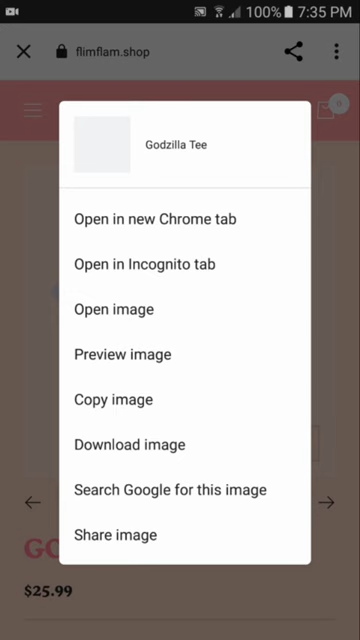 100% 7:35 PM
flimflam.shop
0
Godzilla Tee
Open in new Chrome tab
Open in Incognito tab
Open image
Preview image
Copy image
Download image
Search Google for this image
Share image
GO
$25.99